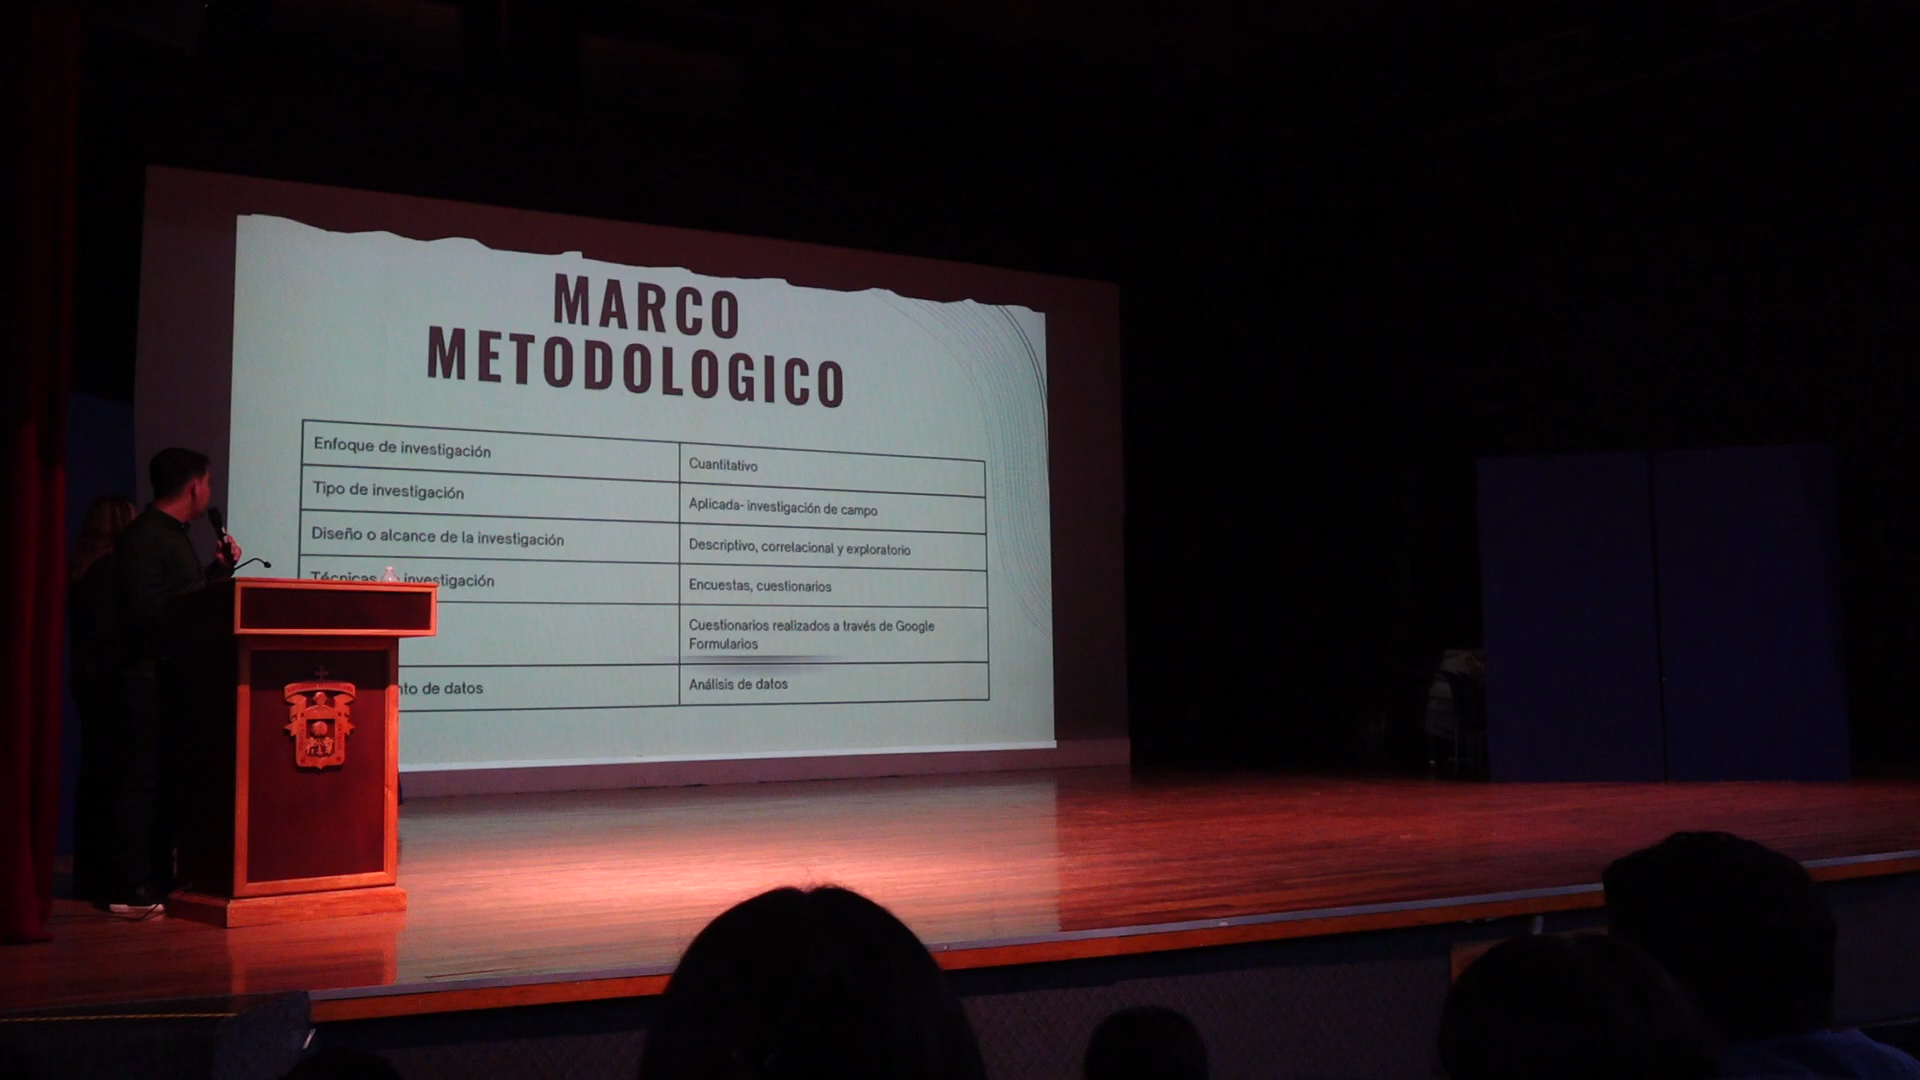 MARCO
METODOLOGICO
Enfoque de investigación
Cuantitativo
Tipo de investigación
Aplicada- investigación de campo
Diseño o alcance de la investigación
Descriptivo, correlacional y exploratorio
Técnicas investigación
Encuestas, cuestionarios
Cuestionarios realizados a través de Google
Formularios
de datos
Análisis de datos